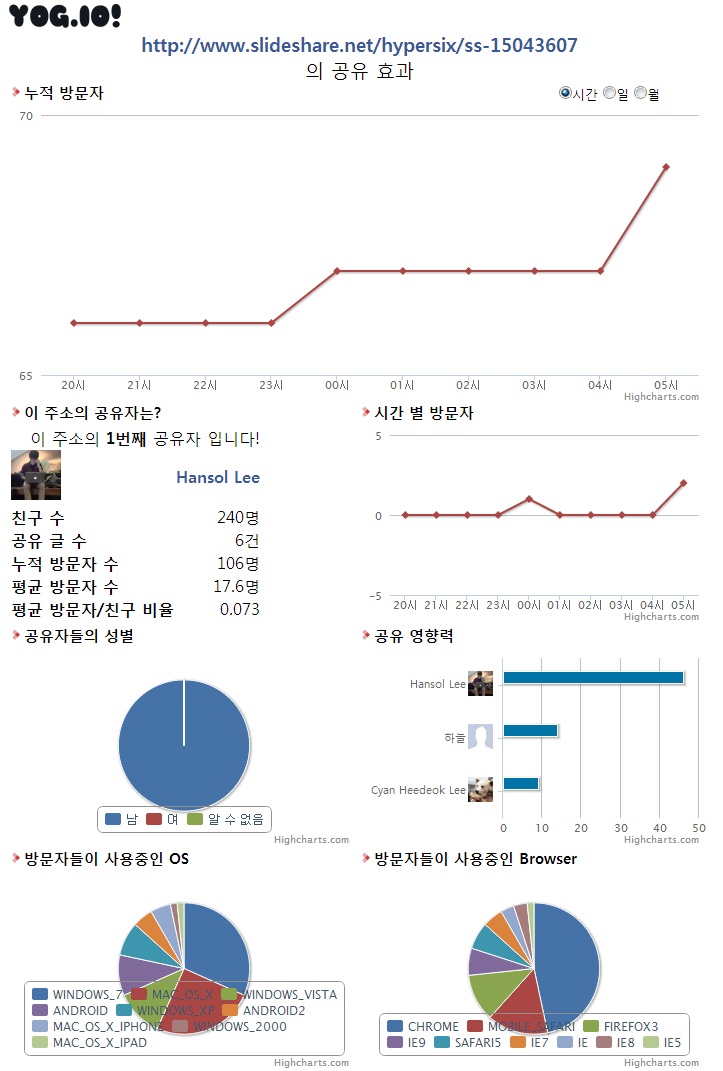 YOG.IO!
http://www.slideshare.net/hypersix/ss-15043607
의 공유 효과
누적 방문자
시간 일 월
70
65
20시 21시 22시 23시 00시 01시 02시 03시 04시 05시
Highcharts.com
이 주소의 공유자는?
이 주소의 1번째 공유자 입니다!
Hansol Lee
친구 수 240명
공유 글 수 6건
누적 방문자 수 106명
평균 방문자 수 17.6명
평균 방문자/친구 비율 0.073
시간 별 방문자
5
0
-5
20시 21시 22시 23시 00시 01시 02시 03시 04시 05시
Highcharts.com
공유자들의 성별
남 여 알 수 없음
Highcharts.com
공유 영향력
Hansol Lee
하늘
Cyan Heedeok Lee
0 10 20 30 40 50
Highcharts.com
방문자들이 사용중인 OS
WINDOWS_7 MAC_OS_X WINDOWS_VISTA
ANDROID WINDOWS_XP ANDROID2
MAC_OS_X_IPHONE WINDOWS_2000
MAC_OS_X_IPAD
Highcharts.com
방문자들이 사용중인 Browser
CHROME MOBILE_SAFARI FIREFOX3
IE9 SAFARI5 IE7 IE IE8 IE5
Highcharts.com